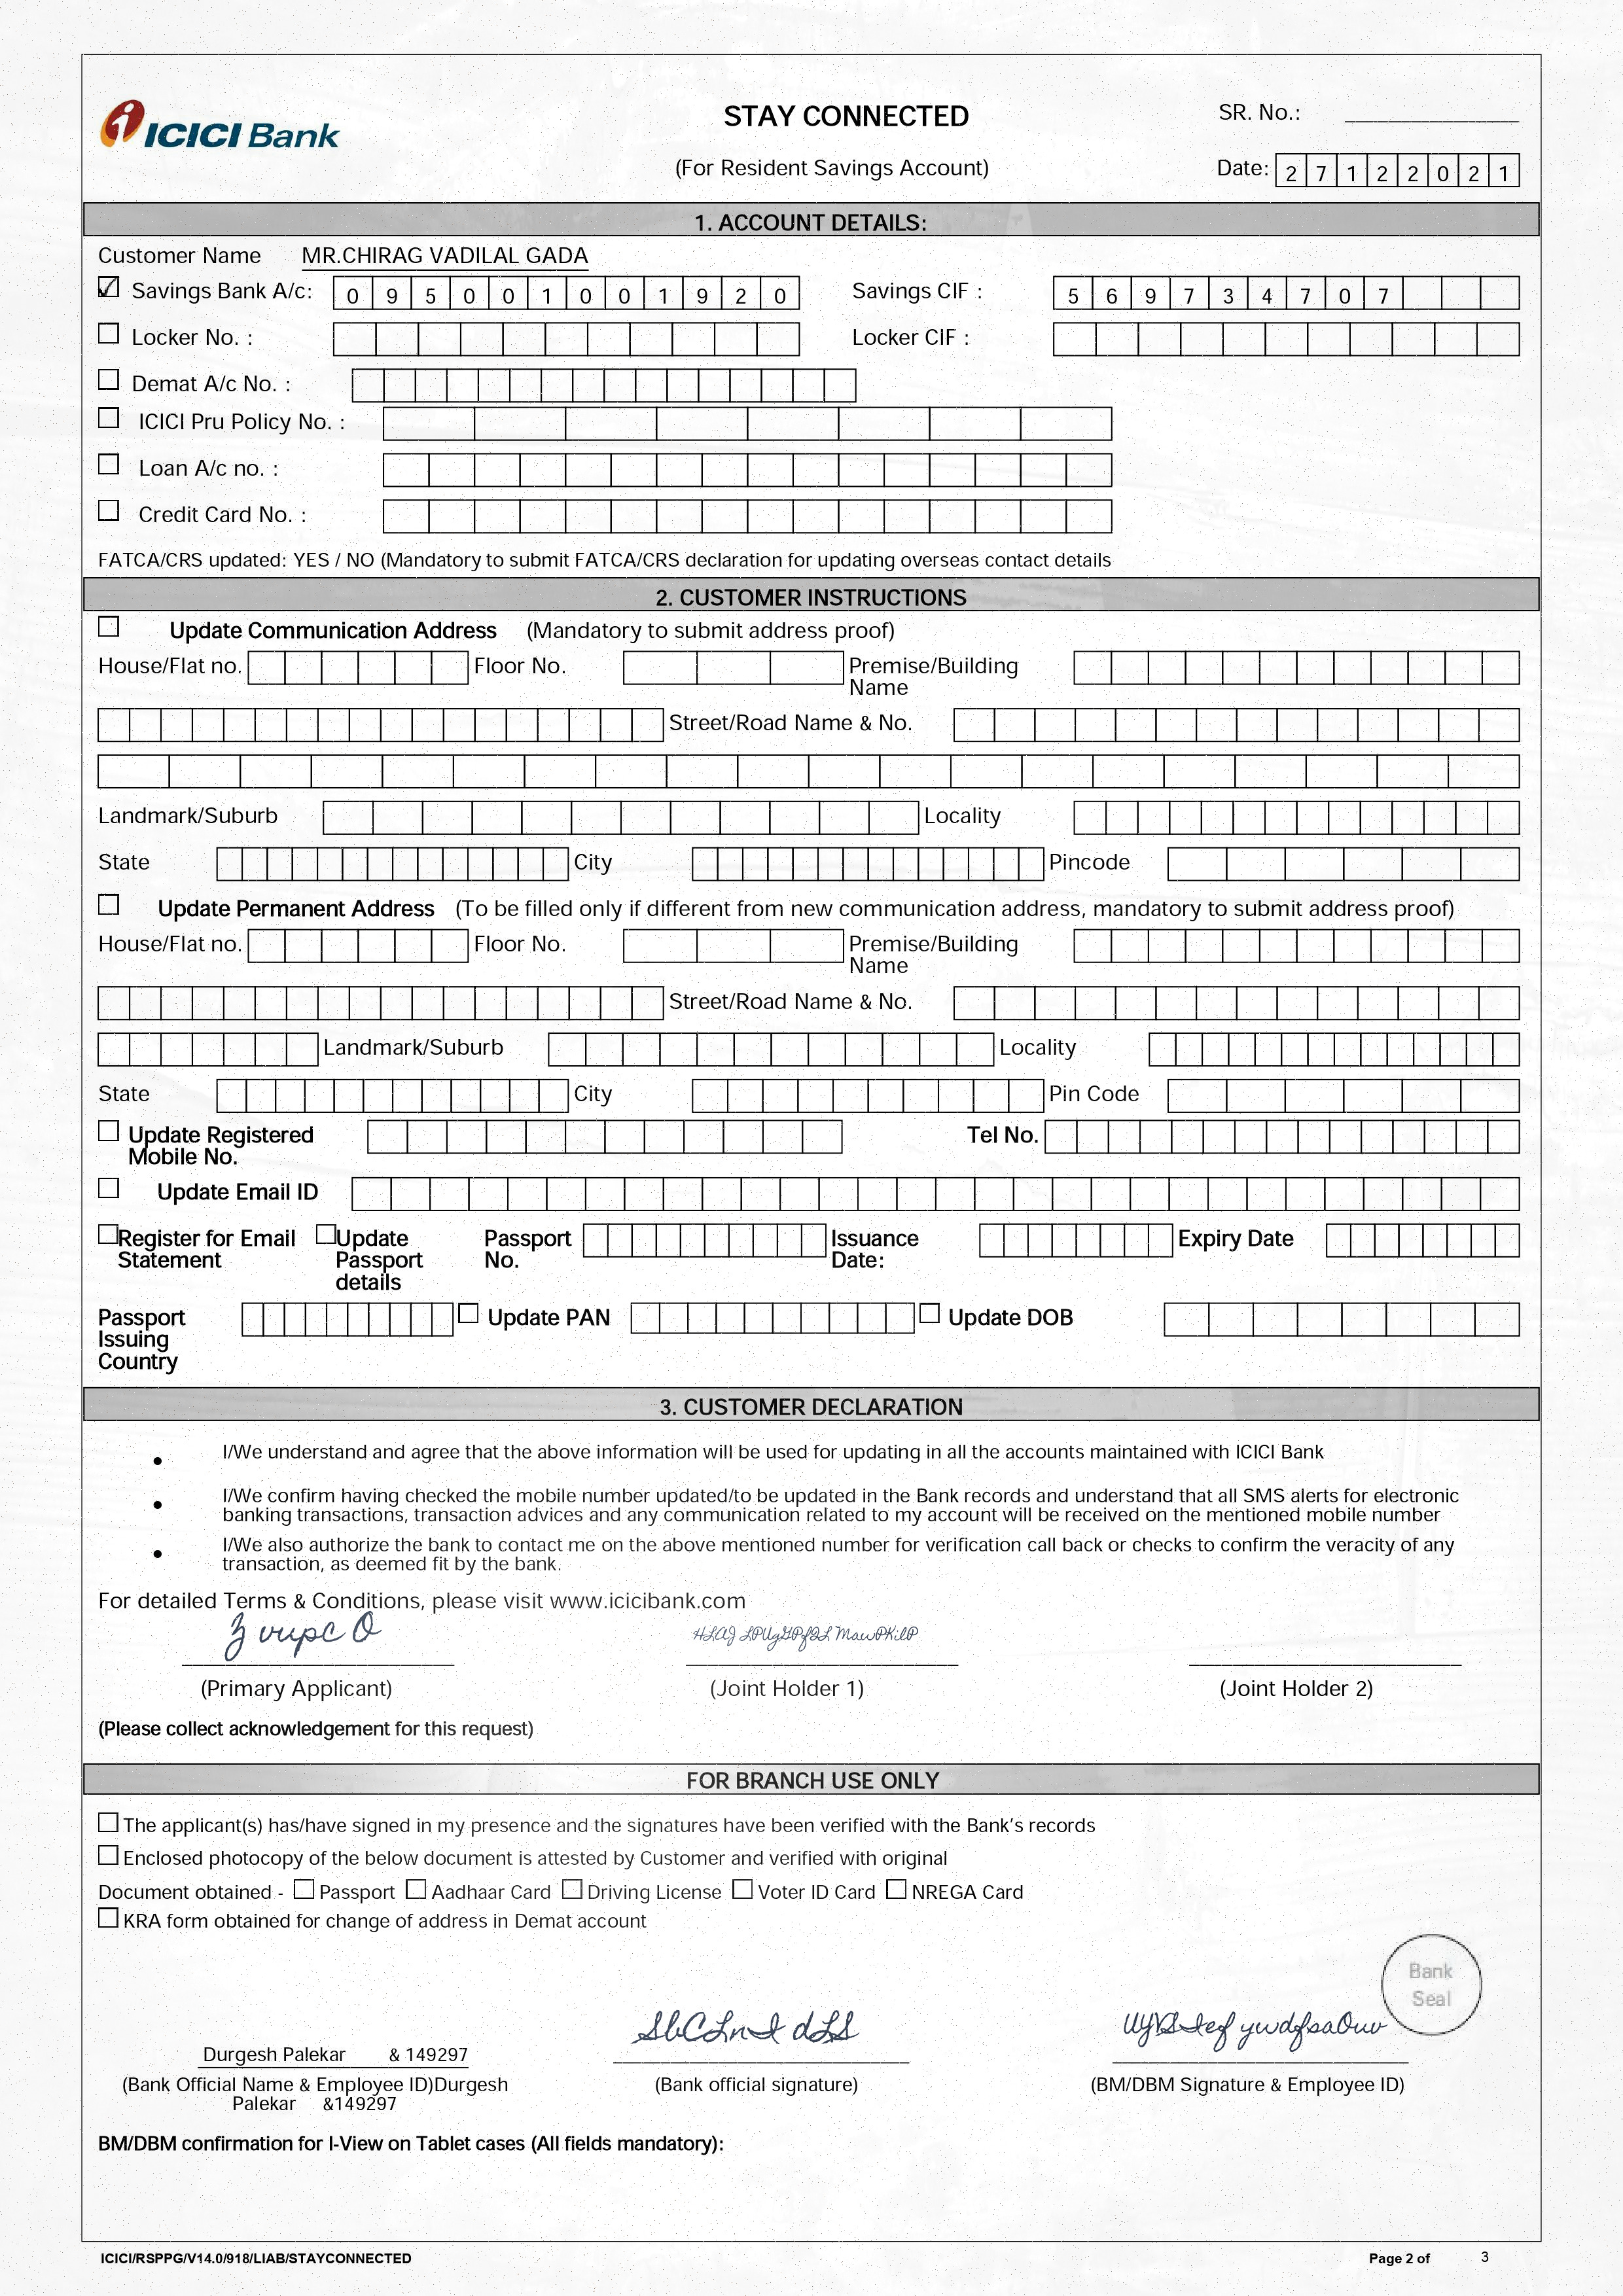 ICICI Bank
STAY CONNECTED
SR. No.:
(For Resident Savings Account)
Date: 2 7 1 2 2 0 2 1
1. ACCOUNT DETAILS:
Customer Name MR.CHIRAG VADILAL GADA
Savings Bank A/c: 0 9 5 0 0 1 0 0 1 9 2 0 Savings CIF : 5 6 9 7 3 4 7 0 7
Locker No. : Locker CIF :
Demat A/c No. :
ICICI Pru Policy No. :
Loan A/c no. :
Credit Card No. :
FATCA/CRS updated: YES / NO (Mandatory to submit FATCA/CRS declaration for updating overseas contact details
2. CUSTOMER INSTRUCTIONS
Update Communication Address (Mandatory to submit address proof)
House/Flat no. Floor No. Premise/Building
Name
Street/Road Name & No.
Landmark/Suburb Locality
State City Pincode
Update Permanent Address (To be filled only if different from new communication address, mandatory to submit address proof)
House/Flat no. Floor No. Premise/Building
Name
Street/Road Name & No.
Landmark/Suburb Locality
State City Pin Code
Update Registered Tel No.
Mobile No.
Update Email ID
Register for Email Update Passport Issuance Expiry Date
Statement Passport No. Date:
details
Passport Update PAN Update DOB
Issuing
Country
3. CUSTOMER DECLARATION
• I/We understand and agree that the above information will be used for updating in all the accounts maintained with ICICI Bank
• I/We confirm having checked the mobile number updated/to be updated in the Bank records and understand that all SMS alerts for electronic
banking transactions, transaction advices and any communication related to my account will be received on the mentioned mobile number
• I/We also authorize the bank to contact me on the above mentioned number for verification call back or checks to confirm the veracity of any
transaction, as deemed fit by the bank.
For detailed Terms & Conditions, please visit www.icicibank.com
(Primary Applicant) (Joint Holder 1) (Joint Holder 2)
(Please collect acknowledgement for this request)
FOR BRANCH USE ONLY
The applicant(s) has/have signed in my presence and the signatures have been verified with the Bank's records
Enclosed photocopy of the below document is attested by Customer and verified with original
Document obtained - Passport Aadhaar Card Driving License Voter ID Card NREGA Card
KRA form obtained for change of address in Demat account
Bank
Seal
Durgesh Palekar & 149297
(Bank Official Name & Employee ID)Durgesh (Bank official signature) (BM/DBM Signature & Employee ID)
Palekar &149297
BM/DBM confirmation for I-View on Tablet cases (All fields mandatory):
ICICI/RSPPG/V14.0/918/LIAB/STAYCONNECTED Page 2 of 3